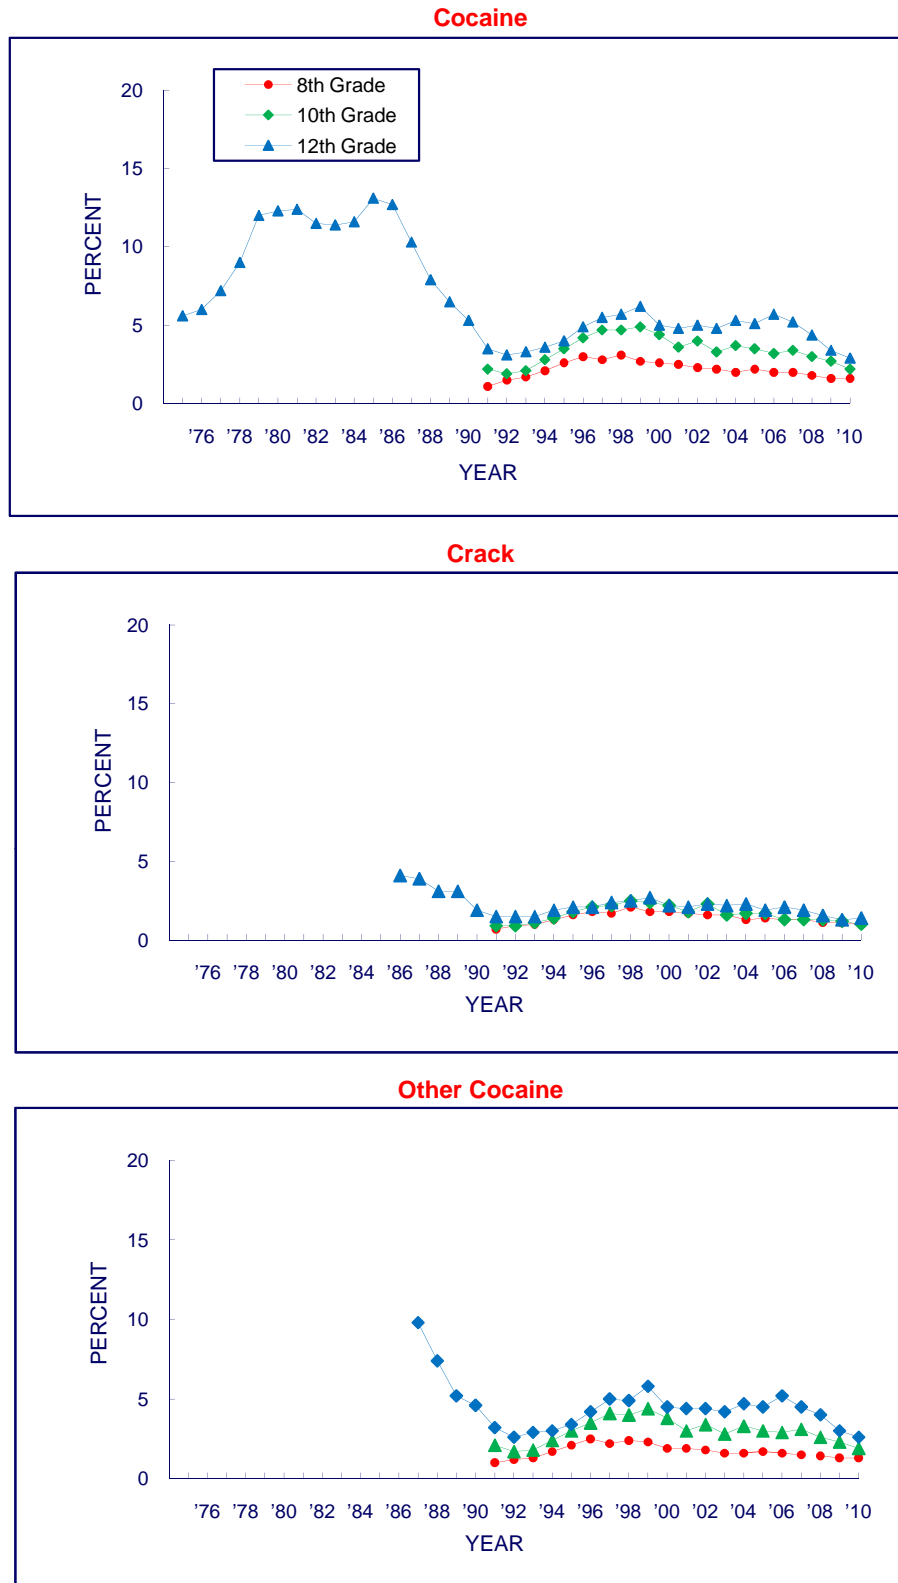 Cocaine
20
15
10
5
0
PERCENT
8th Grade
10th Grade
12th Grade
'76 '78 '80 '82 '84 '86 '88 '90 '92 '94 '96 '98 '00 '02 '04 '06 '08 '10
YEAR
Crack
20
15
10
5
0
PERCENT
'76 '78 '80 '82 '84 '86 '88 '90 '92 '94 '96 '98 '00 '02 '04 '06 '08 '10
YEAR
Other Cocaine
20
15
10
5
0
PERCENT
'76 '78 '80 '82 '84 '86 '88 '90 '92 '94 '96 '98 '00 '02 '04 '06 '08 '10
YEAR